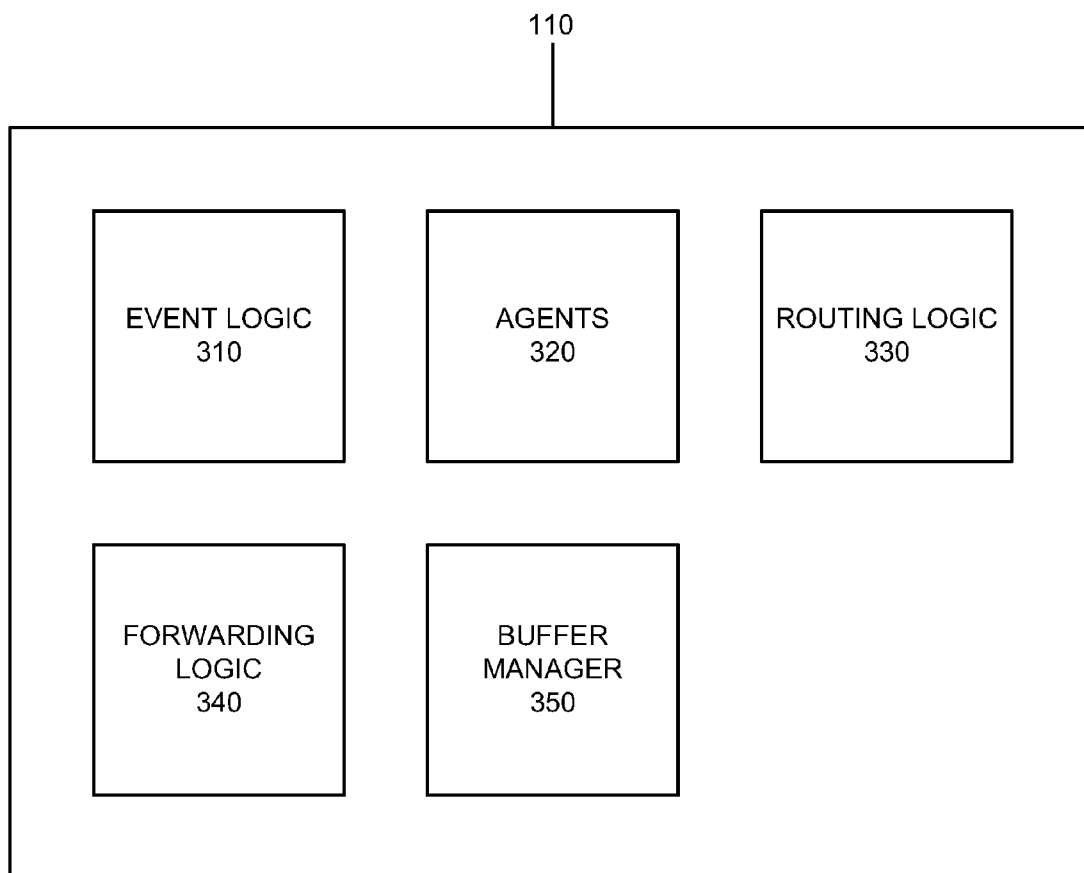 110
EVENT LOGIC
310
AGENTS
320
ROUTING LOGIC
330
FORWARDING
LOGIC
340
BUFFER
MANAGER
350